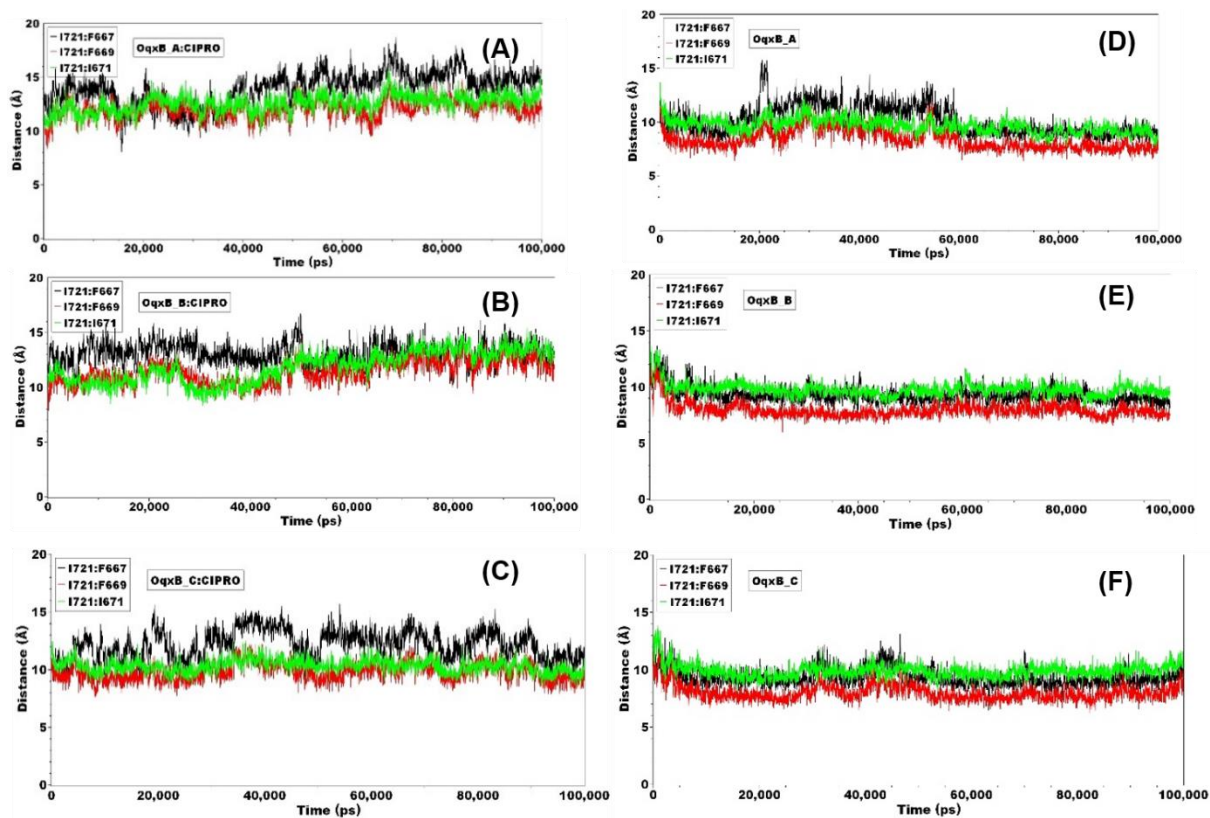 20
I721:F667
I721:F669
I721:I671
OqxB_A:CIPRO
(A)
15
10
5
0
Distance (Å)
0 20,000 40,000 60,000 80,000 100,000
Time (ps)
20
I721:F667
I721:F669
I721:I671
OqxB_A
(D)
15
10
5
0
Distance (Å)
0 20,000 40,000 60,000 80,000 100,000
Time (ps)
20
I721:F667
I721:F669
I721:I671
OqxB_B:CIPRO
(B)
15
10
5
0
Distance (Å)
0 20,000 40,000 60,000 80,000 100,000
Time (ps)
20
I721:F667
I721:F669
I721:I671
OqxB_B
(E)
15
10
5
0
Distance (Å)
0 20,000 40,000 60,000 80,000 100,000
Time (ps)
20
I721:F667
I721:F669
I721:I671
OqxB_C:CIPRO
(C)
15
10
5
0
Distance (Å)
0 20,000 40,000 60,000 80,000 100,000
Time (ps)
20
I721:F667
I721:F669
I721:I671
OqxB_C
(F)
15
10
5
0
Distance (Å)
0 20,000 40,000 60,000 80,000 100,000
Time (ps)